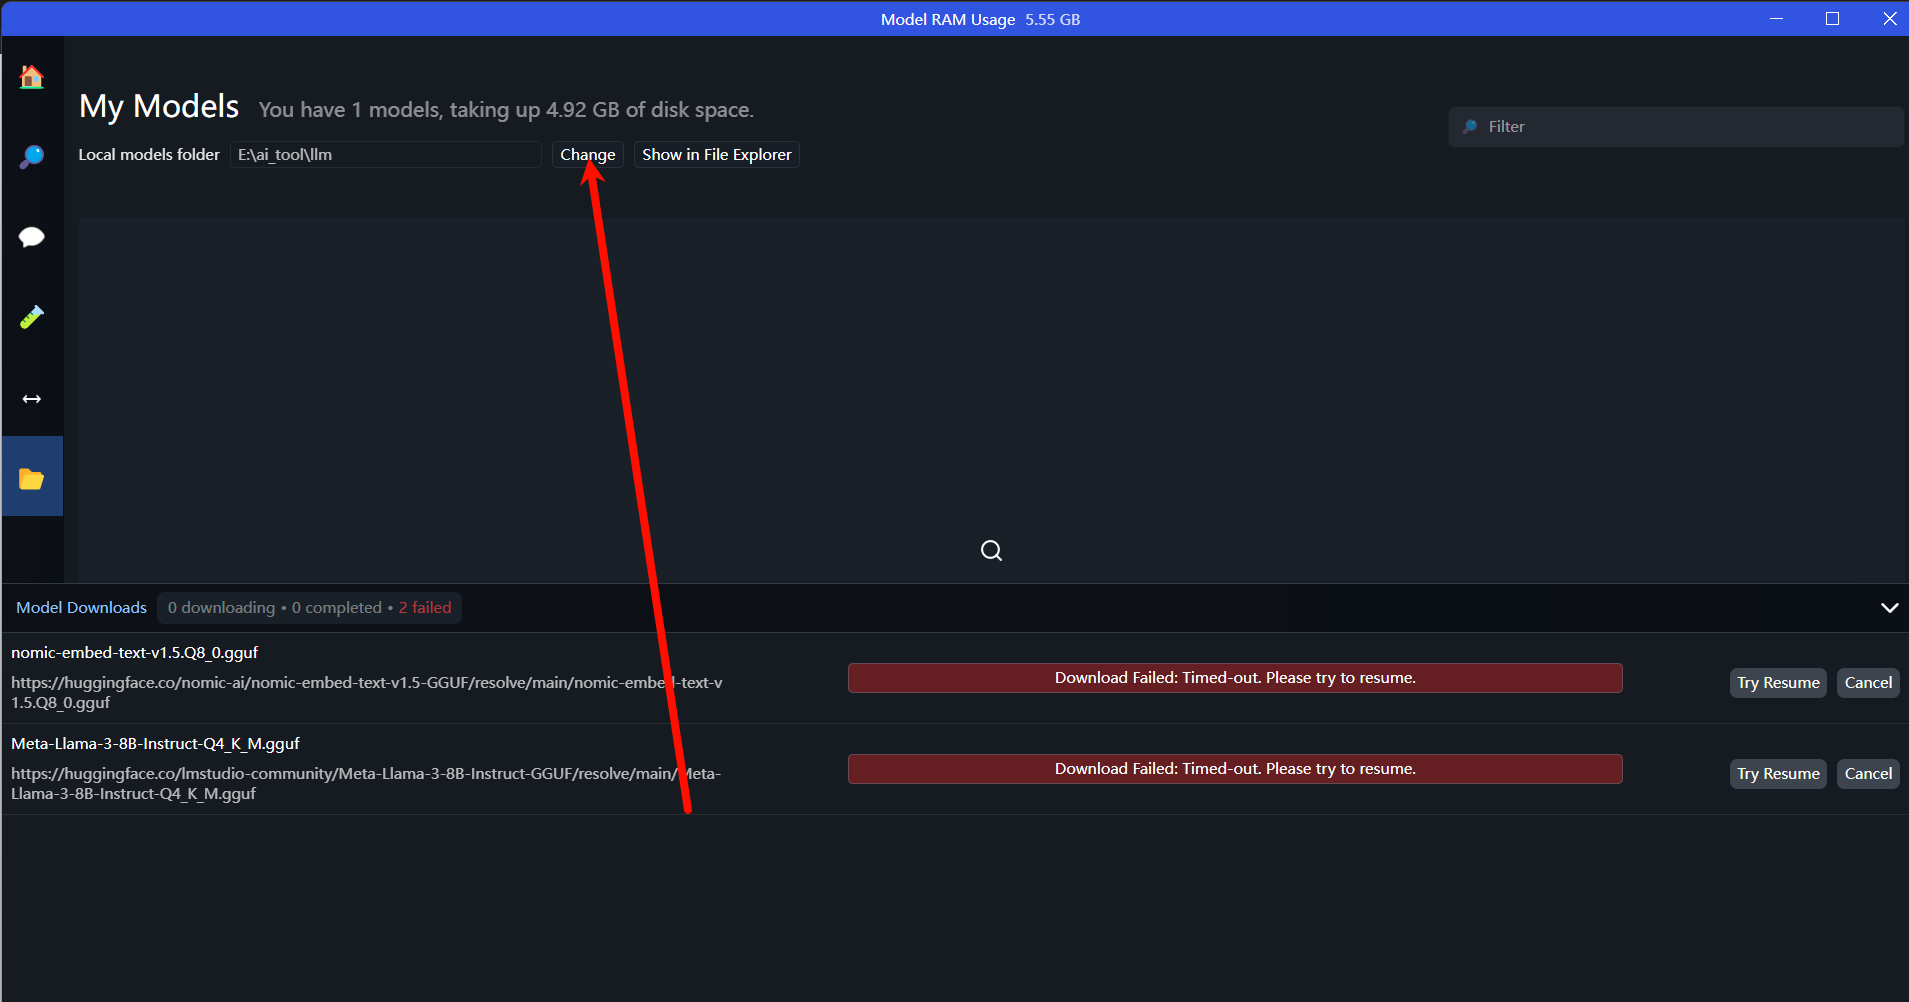 Model RAM Usage 5.55 GB
My Models You have 1 models, taking up 4.92 GB of disk space.
Filter
Local models folder E:\ai_tool\llm Change Show in File Explorer
Model Downloads 0 downloading • 0 completed • 2 failed
nomic-embed-text-v1.5.Q8_0.gguf
https://huggingface.co/nomic-ai/nomic-embed-text-v1.5-GGUF/resolve/main/nomic-embed-text-v
1.5.Q8_0.gguf
Download Failed: Timed-out. Please try to resume.
Try Resume Cancel
Meta-Llama-3-8B-Instruct-Q4_K_M.gguf
https://huggingface.co/lmstudio-community/Meta-Llama-3-8B-Instruct-GGUF/resolve/main/Meta-
Llama-3-8B-Instruct-Q4_K_M.gguf
Download Failed: Timed-out. Please try to resume.
Try Resume Cancel